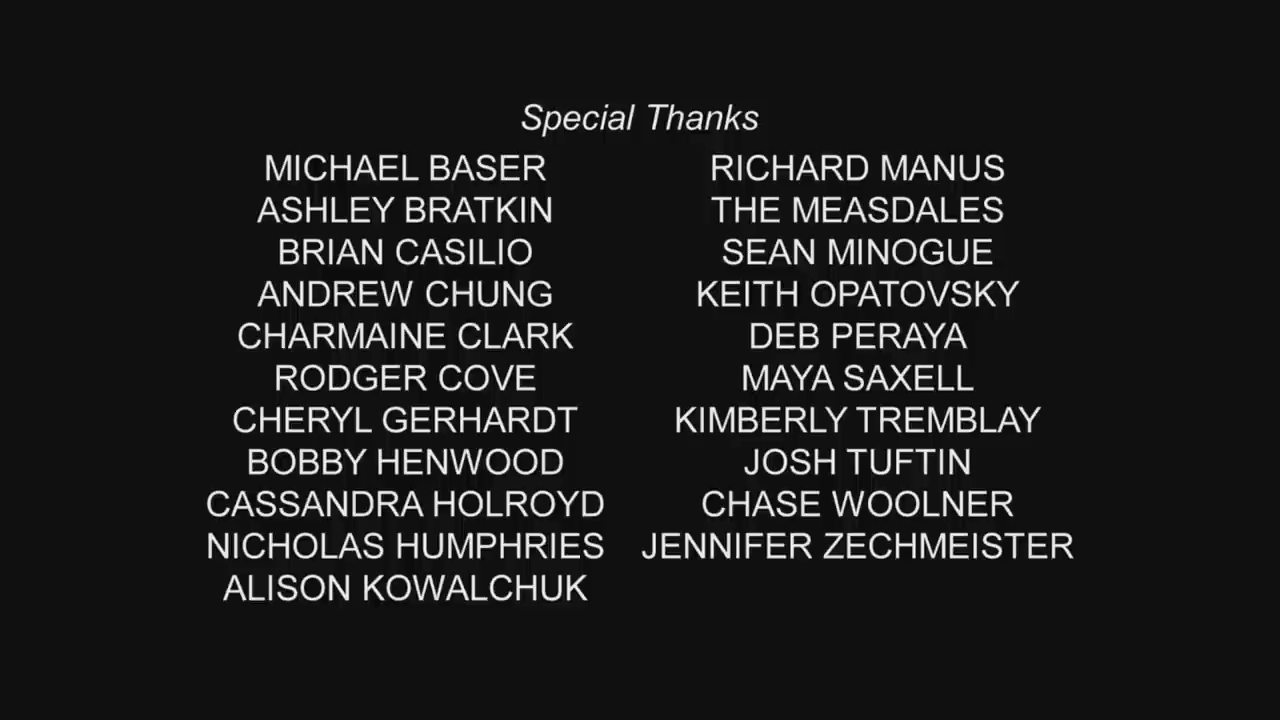 Special Thanks
MICHAEL BASER
ASHLEY BRATKIN
BRIAN CASILIO
ANDREW CHUNG
CHARMAINE CLARK
RODGER COVE
CHERYL GERHARDT
BOBBY HENWOOD
CASSANDRA HOLROYD
NICHOLAS HUMPHRIES
ALISON KOWALCHUK
RICHARD MANUS
THE MEASDALES
SEAN MINOGUE
KEITH OPATOVSKY
DEB PERAYA
MAYA SAXELL
KIMBERLY TREMBLAY
JOSH TUFTIN
CHASE WOOLNER
JENNIFER ZECHMEISTER